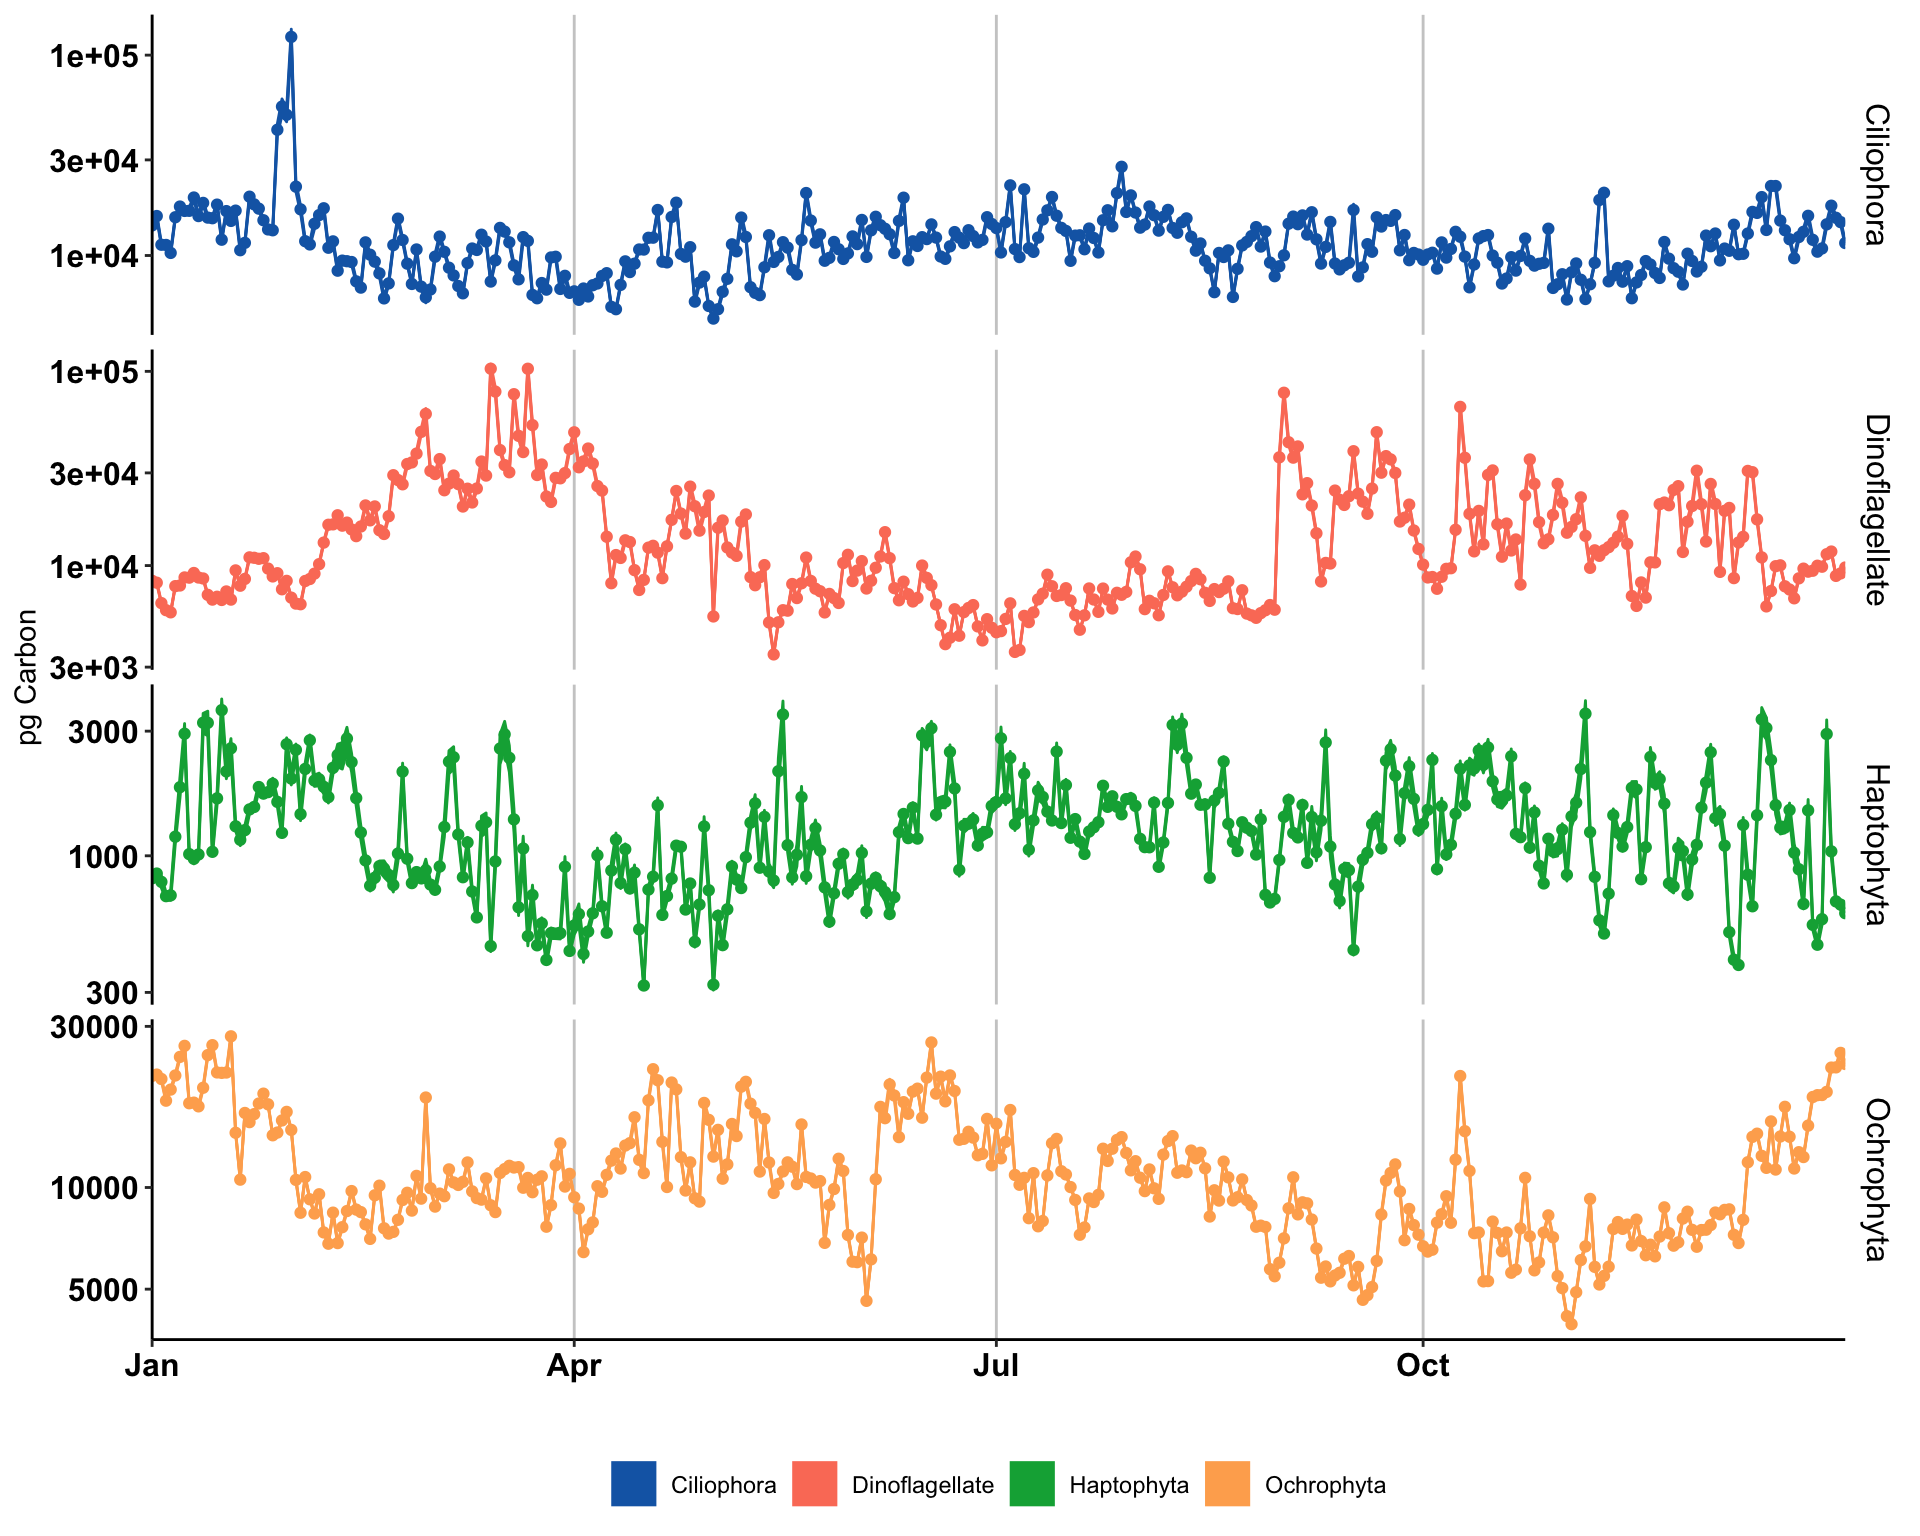 1e+05
3e+04
1e+04
Ciliophora
1e+05
3e+04
1e+04
3e+03
Dinoflagellate
pg Carbon
3000
1000
300
Haptophyta
30000
10000
5000
Ochrophyta
Jan Apr Jul Oct
Ciliophora Dinoflagellate Haptophyta Ochrophyta